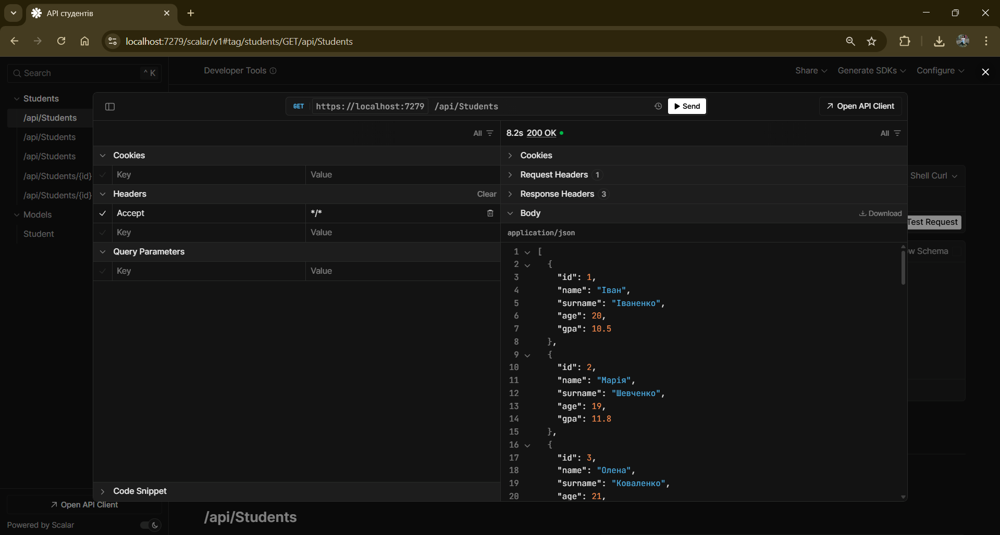 API студентів
localhost:7279/scalar/v1#tag/students/GET/api/Students
Search ^ K
Developer Tools
Share
Generate SDKs
Configure
Students
/api/Students
/api/Students
/api/Students
/api/Students/{id}
/api/Students/{id}
Models
Student
GET https://localhost:7279 /api/Students
Send
Open API Client
All
8.2s 200 OK
All
Cookies
Key Value
Headers Clear
Accept */*
Key Value
Query Parameters
Key Value
Code Snippet
Cookies
Request Headers 1
Response Headers 3
Body Download
application/json
1 [
2 {
3 "id": 1,
4 "name": "Іван",
5 "surname": "Іваненко",
6 "age": 20,
7 "gpa": 10.5
8 },
9 {
10 "id": 2,
11 "name": "Марія",
12 "surname": "Шевченко",
13 "age": 19,
14 "gpa": 11.8
15 },
16 {
17 "id": 3,
18 "name": "Олена",
19 "surname": "Коваленко",
20 "age": 21,
Shell Curl
Test Request
ow Schema
Open API Client
Powered by Scalar
/api/Students